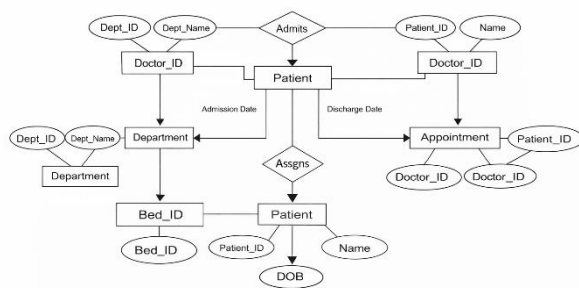 Dept_ID
Dept_Name
Admits
Patient_ID
Name
Doctor_ID
Patient
Doctor_ID
Admission Date
Discharge Date
Dept_ID
Dept_Name
Department
Appointment
Patient_ID
Department
Assgns
Doctor_ID
Doctor_ID
Bed_ID
Patient
Bed_ID
Patient_ID
Name
DOB